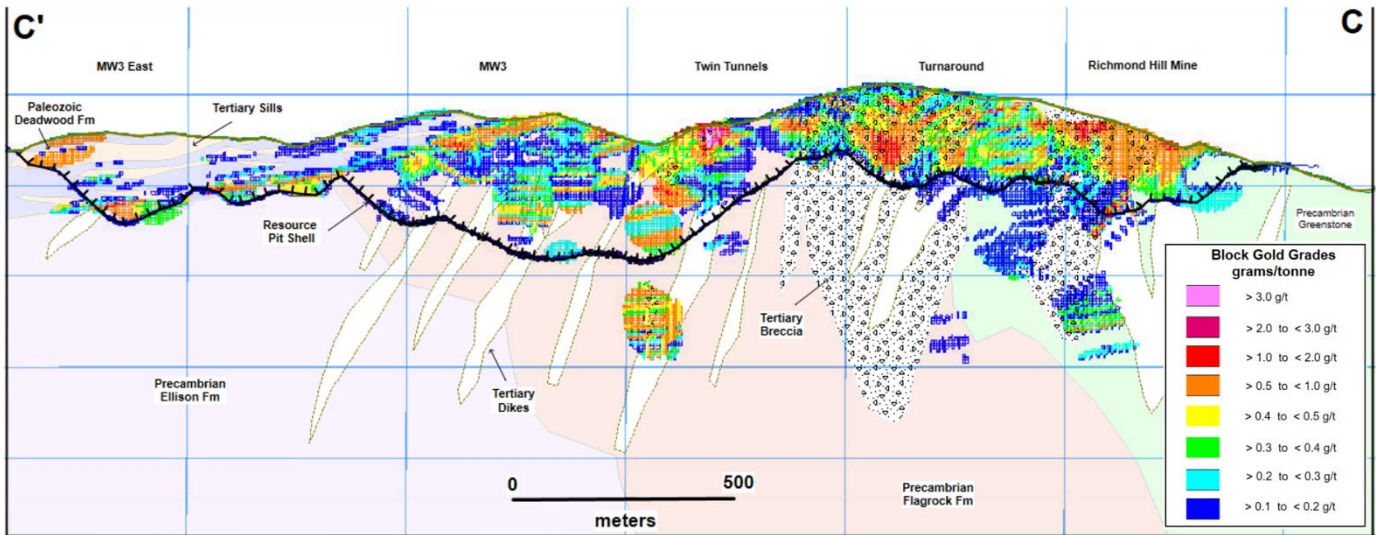 C'
C
MW3 East
MW3
Twin Tunnels
Turnaround
Richmond Hill Mine
Paleozoic
Deadwood Fm
Tertiary Sills
Resource
Pit Shell
Precambrian
Greenstone
Tertiary
Breccia
Precambrian
Ellison Fm
Tertiary
Dikes
Precambrian
Flagrock Fm
0 500
meters
Block Gold Grades
grams/tonne
> 3.0 g/t
> 2.0 to < 3.0 g/t
> 1.0 to < 2.0 g/t
> 0.5 to < 1.0 g/t
> 0.4 to < 0.5 g/t
> 0.3 to < 0.4 g/t
> 0.2 to < 0.3 g/t
> 0.1 to < 0.2 g/t